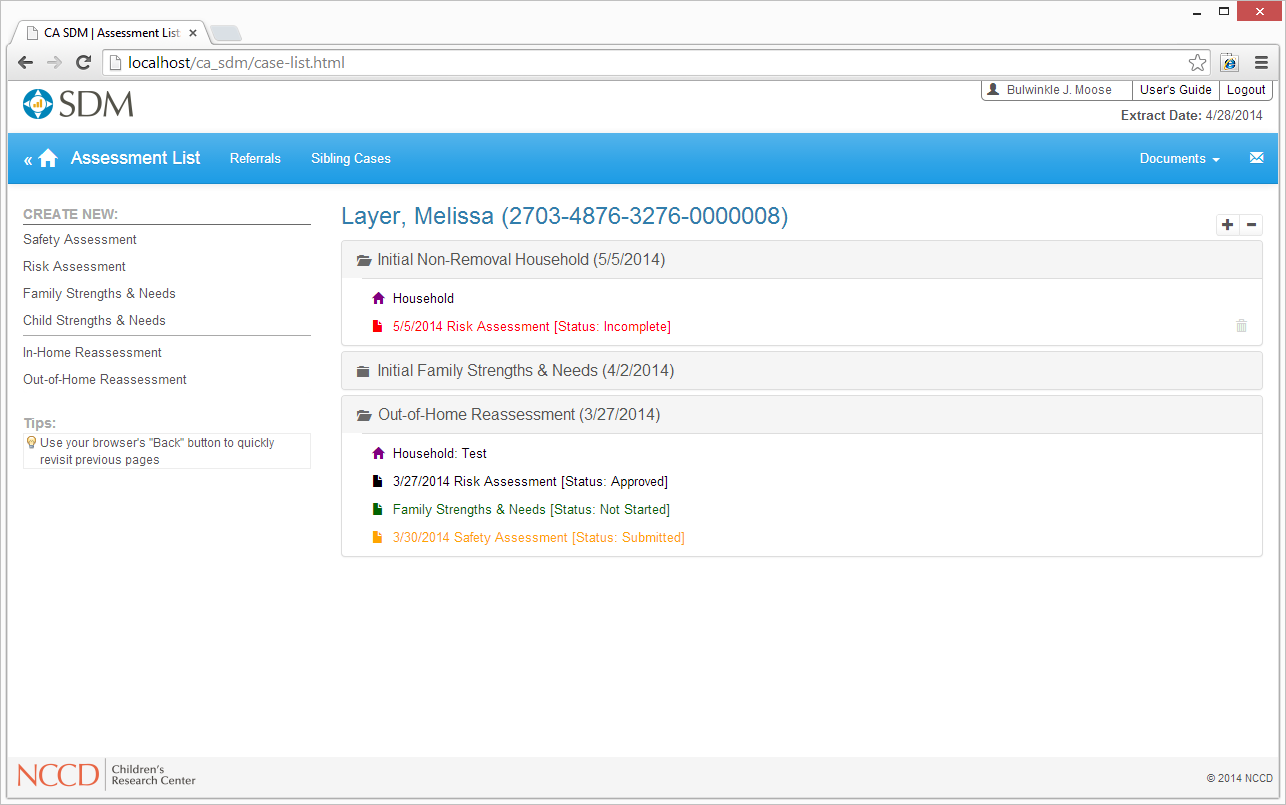 CA SDM | Assessment List
localhost/ca_sdm/case-list.html
SDM
Bulwinkle J. Moose
User's Guide
Logout
Extract Date: 4/28/2014
« Assessment List
Referrals
Sibling Cases
Documents
CREATE NEW:
Safety Assessment
Risk Assessment
Family Strengths & Needs
Child Strengths & Needs
In-Home Reassessment
Out-of-Home Reassessment
Tips:
Use your browser's "Back" button to quickly
revisit previous pages
Layer, Melissa (2703-4876-3276-0000008)
Initial Non-Removal Household (5/5/2014)
Household
5/5/2014 Risk Assessment [Status: Incomplete]
Initial Family Strengths & Needs (4/2/2014)
Out-of-Home Reassessment (3/27/2014)
Household: Test
3/27/2014 Risk Assessment [Status: Approved]
Family Strengths & Needs [Status: Not Started]
3/30/2014 Safety Assessment [Status: Submitted]
NCCD
Children's
Research Center
© 2014 NCCD